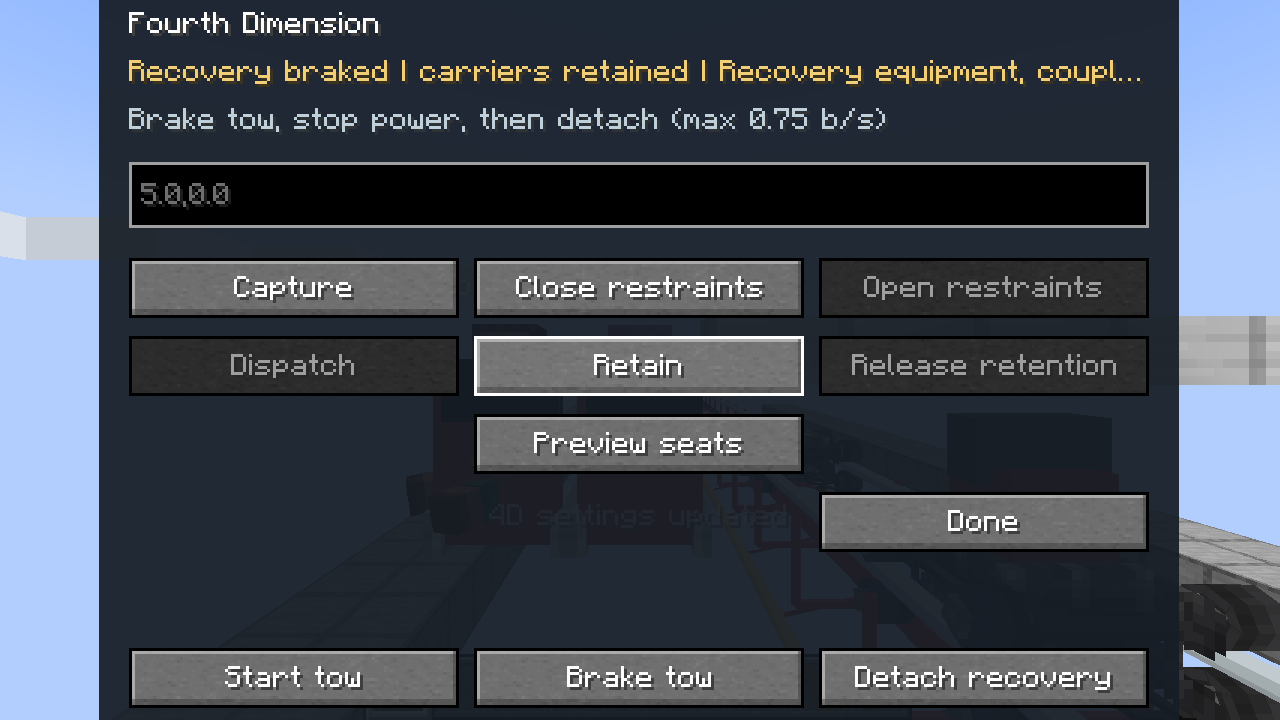 Fourth Dimension
Recovery braked | carriers retained | Recovery equipment, coupl...
Brake tow, stop power, then detach (max 0.75 b/s)
5.0,0.0
Capture
Close restraints
Open restraints
Dispatch
Retain
Release retention
Preview seats
4D settings updated
Done
Start tow
Brake tow
Detach recovery